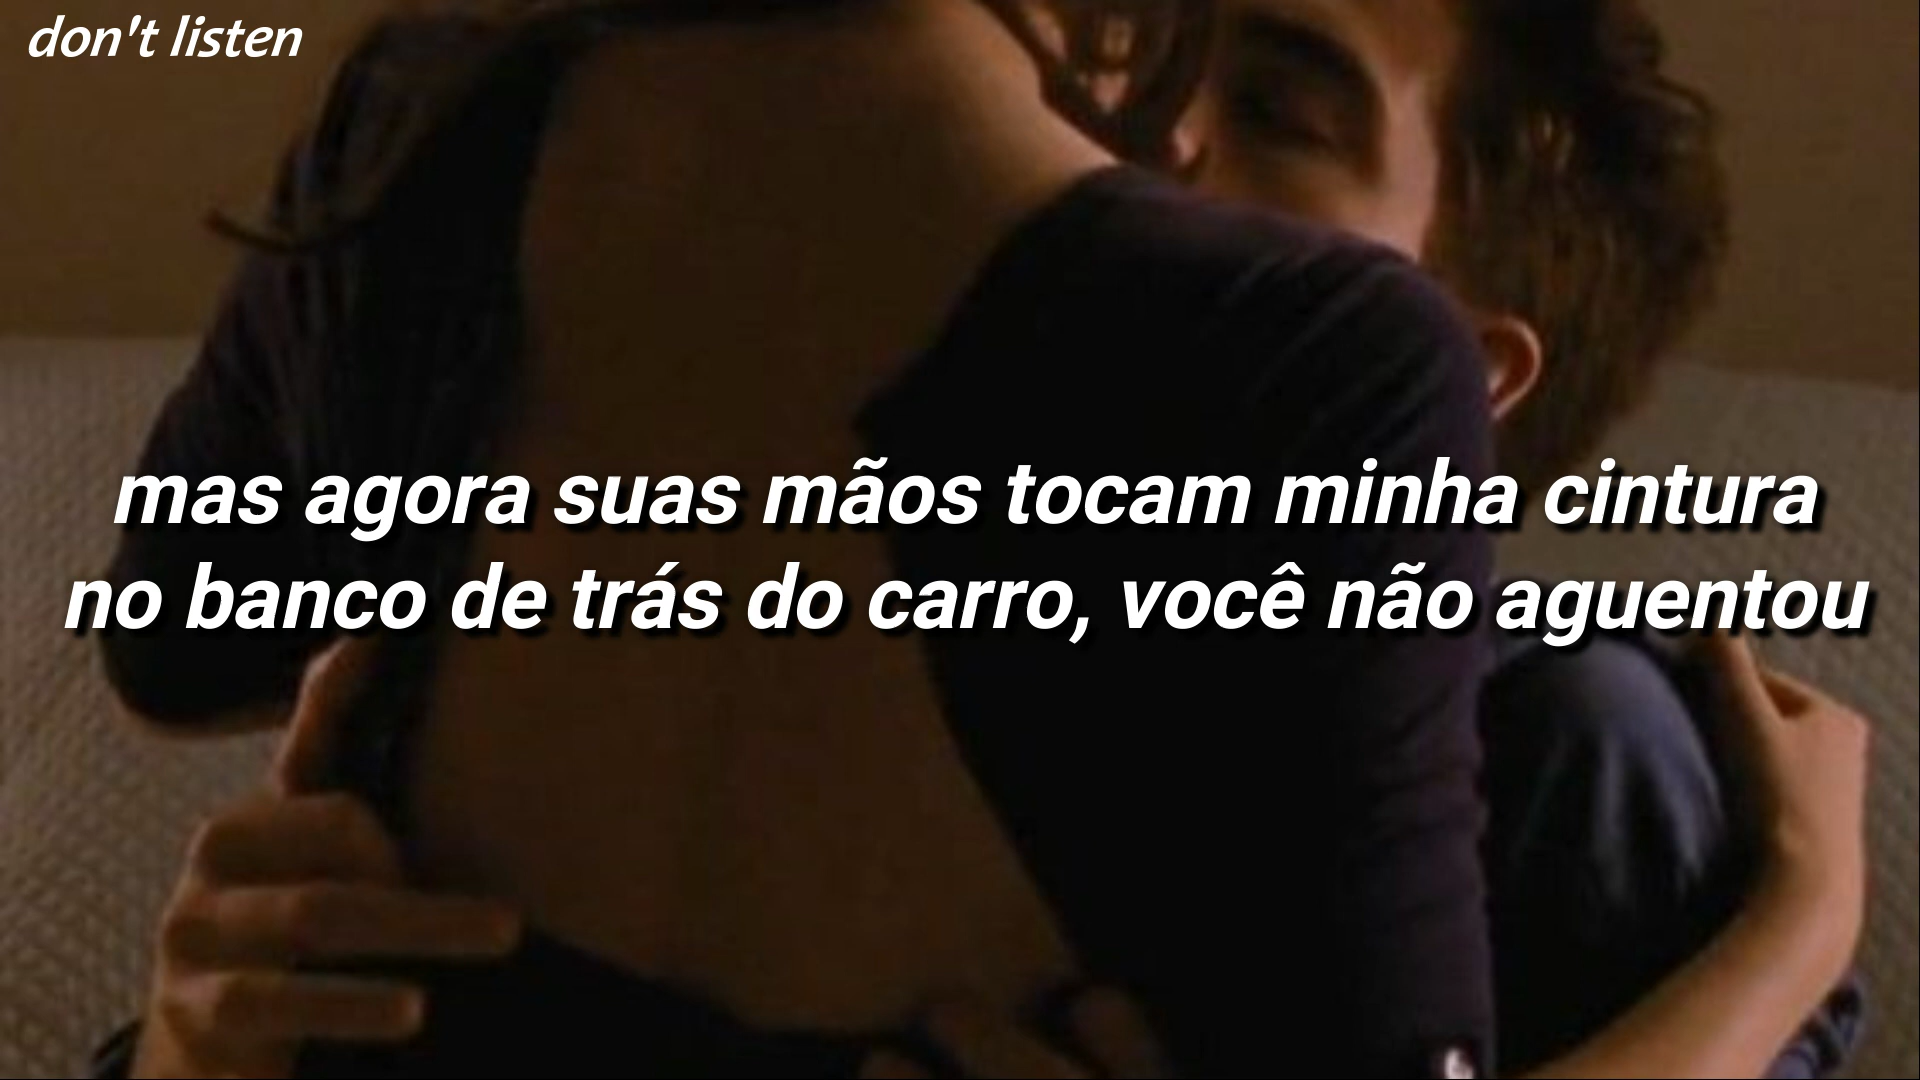 don't listen
mas agora suas mãos tocam minha cintura
no banco de trás do carro, você não aguentou